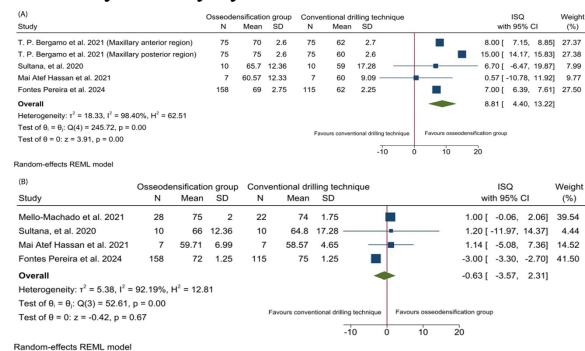 (A)
Osseodensification group Conventional drilling technique ISQ Weight
Study N Mean SD N Mean SD with 95% CI (%)
T. P. Bergamo et al. 2021 (Maxillary anterior region) 75 70 2.6 75 62 2.7 8.00 [ 7.15, 8.85] 27.37
T. P. Bergamo et al. 2021 (Maxillary posterior region) 75 75 2.6 75 60 2.6 15.00 [ 14.17, 15.83] 27.38
Sultana, et al. 2020 10 65.7 12.36 10 59 17.28 6.70 [ -6.47, 19.87] 7.99
Mai Atef Hassan et al. 2021 7 60.57 12.33 7 60 9.09 0.57 [ -10.78, 11.92] 9.77
Fontes Pereira et al. 2024 158 69 2.75 115 62 2.25 7.00 [ 6.39, 7.61] 27.50
Overall 8.81 [ 4.40, 13.22]
Heterogeneity: τ² = 18.33, I² = 98.40%, H² = 62.51
Test of θᵢ = θⱼ: Q(4) = 245.72, p = 0.00
Test of θ = 0: z = 3.91, p = 0.00
Favours conventional drilling technique Favours osseodensification group
-10 0 10 20
Random-effects REML model
(B)
Osseodensification group Conventional drilling technique ISQ Weight
Study N Mean SD N Mean SD with 95% CI (%)
Mello-Machado et al. 2021 28 75 2 22 74 1.75 1.00 [ -0.06, 2.06] 39.54
Sultana, et al. 2020 10 66 12.36 10 64.8 17.28 1.20 [ -11.97, 14.37] 4.44
Mai Atef Hassan et al. 2021 7 59.71 6.99 7 58.57 4.65 1.14 [ -5.08, 7.36] 14.52
Fontes Pereira et al. 2024 158 72 1.25 115 75 1.25 -3.00 [ -3.30, -2.70] 41.50
Overall -0.63 [ -3.57, 2.31]
Heterogeneity: τ² = 5.38, I² = 92.19%, H² = 12.81
Test of θᵢ = θⱼ: Q(3) = 52.61, p = 0.00
Test of θ = 0: z = -0.42, p = 0.67
Favours conventional drilling technique Favours osseodensification group
-10 0 10 20
Random-effects REML model